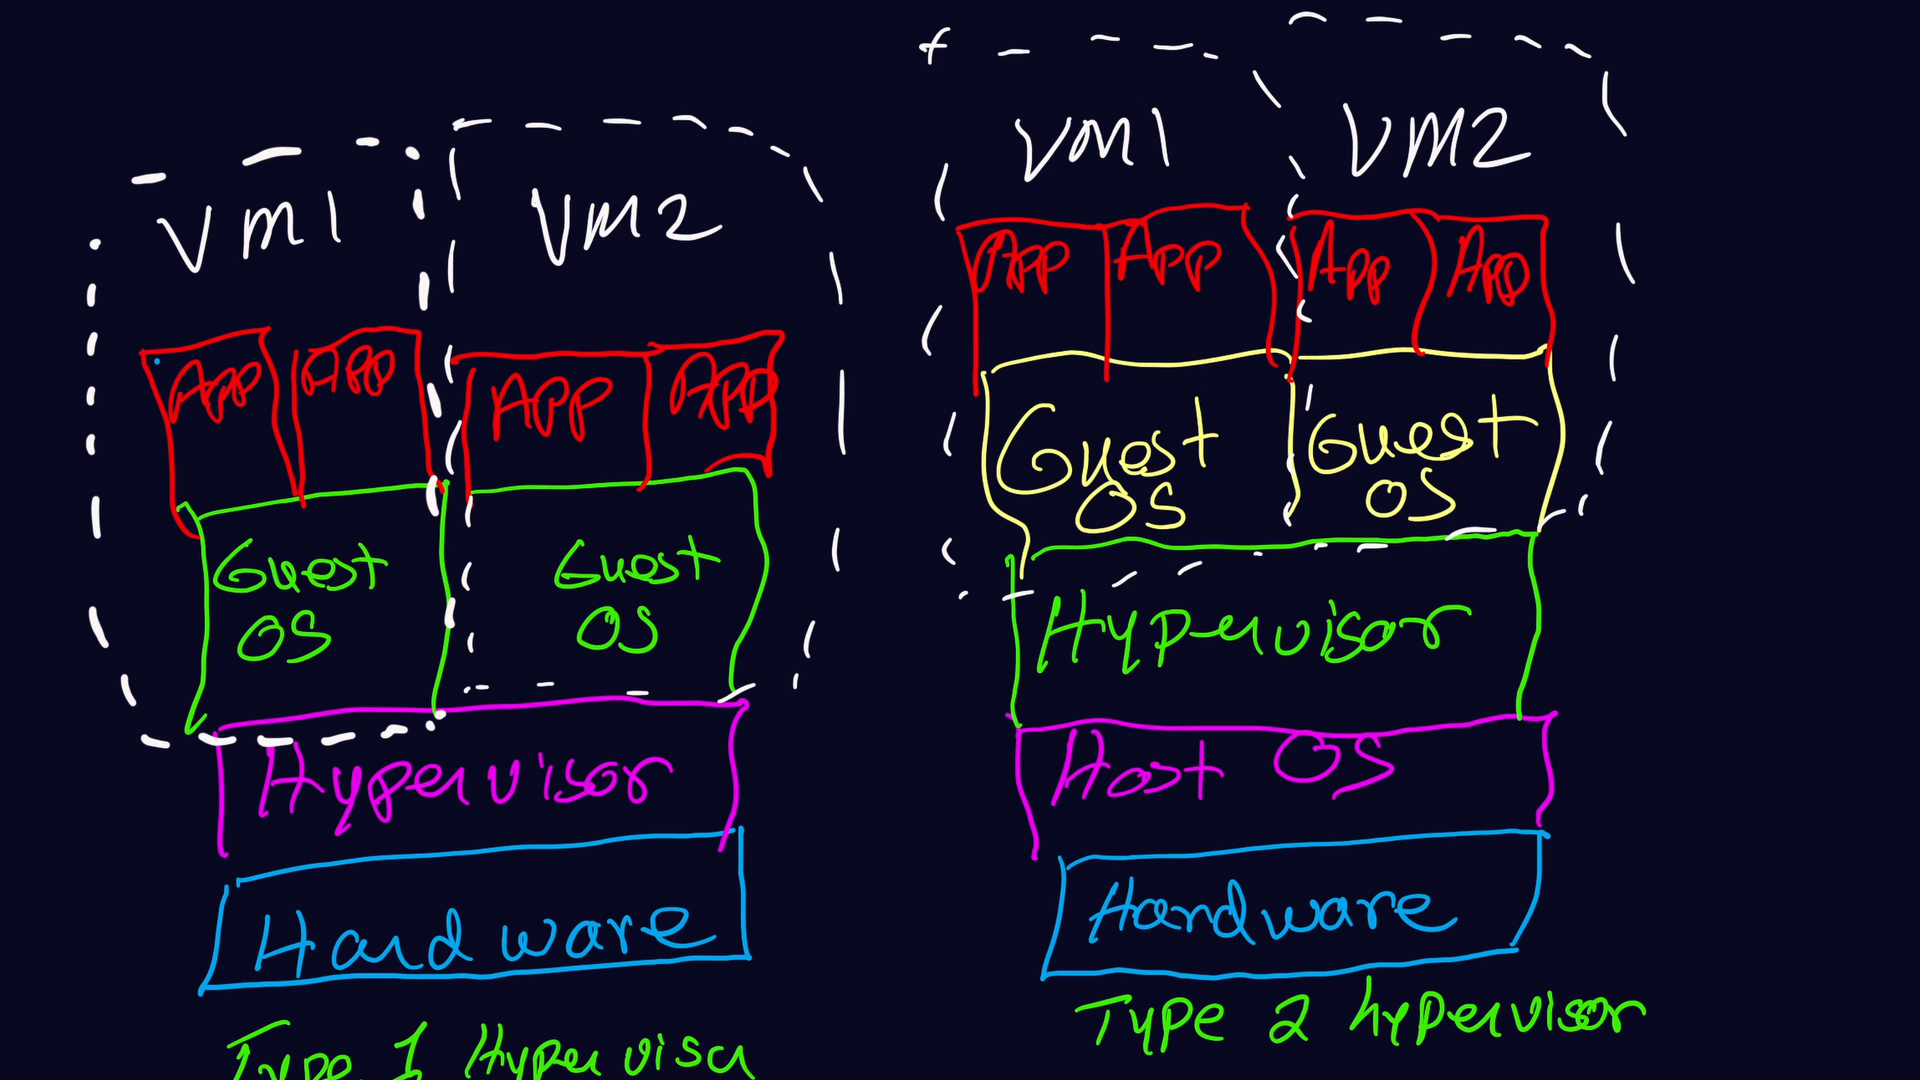 VM1 VM2
App App App App
Guest OS
Guest OS
Hypervisor
Hardware
Type 1 Hypervisu
VM1 VM2
App App App App
Guest OS
Guest OS
Hypervisor
Host OS
Hardware
Type 2 hypervisor